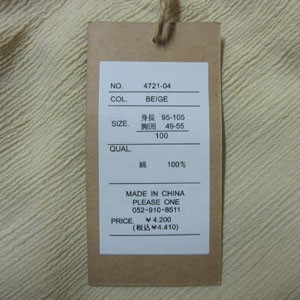 NO. 4721-04
COL. BEIGE
SIZE. 身長 95-105
胸囲 49-55
100
QUAL.
綿 100%
MADE IN CHINA
PLEASE ONE
052-910-8511
PRICE. ¥4.200
(税込¥4.410)